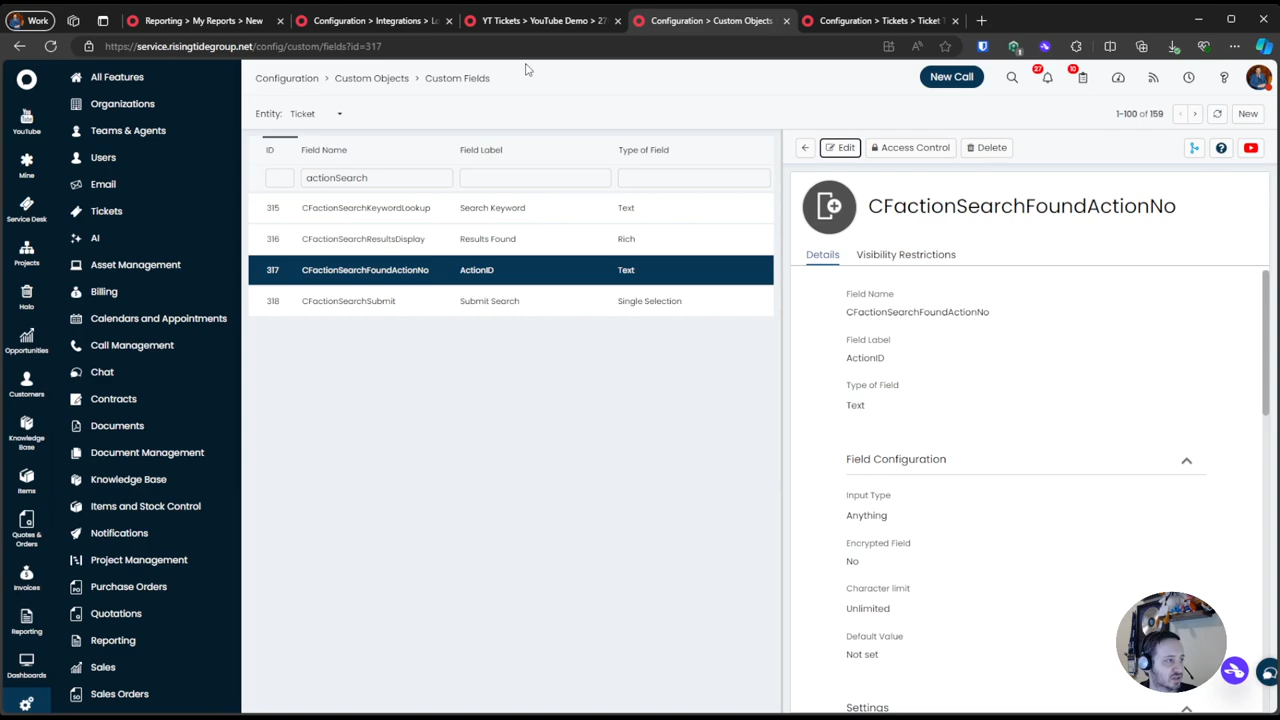 Work
Reporting > My Reports > New
Configuration > Integrations > Lo
YT Tickets > YouTube Demo > 27
Configuration > Custom Objects
Configuration > Tickets > Ticket T
https://service.risingtidegroup.net/config/custom/fields?id=317
YouTube
Mine
Service Desk
Projects
Halo
Opportunities
Customers
Knowledge Base
Items
Quotes & Orders
Invoices
Reporting
Dashboards
All Features
Organizations
Teams & Agents
Users
Email
Tickets
AI
Asset Management
Billing
Calendars and Appointments
Call Management
Chat
Contracts
Documents
Document Management
Knowledge Base
Items and Stock Control
Notifications
Project Management
Purchase Orders
Quotations
Reporting
Sales
Sales Orders
Configuration > Custom Objects > Custom Fields
New Call
27
10
Entity: Ticket
1-100 of 159
New
ID Field Name Field Label Type of Field
actionSearch
315 CFactionSearchKeywordLookup Search Keyword Text
316 CFactionSearchResultsDisplay Results Found Rich
317 CFactionSearchFoundActionNo ActionID Text
318 CFactionSearchSubmit Submit Search Single Selection
Edit Access Control Delete
CFactionSearchFoundActionNo
Details Visibility Restrictions
Field Name
CFactionSearchFoundActionNo
Field Label
ActionID
Type of Field
Text
Field Configuration
Input Type
Anything
Encrypted Field
No
Character limit
Unlimited
Default Value
Not set
Settings